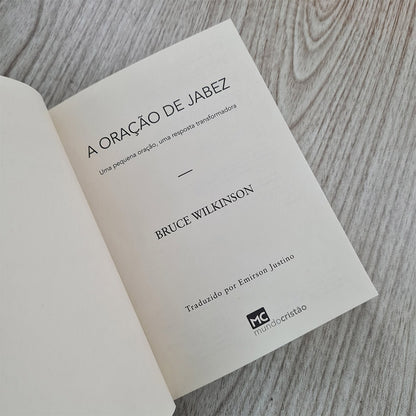 A ORAÇÃO DE JABEZ
Uma pequena oração, uma resposta transformadora
BRUCE WILKINSON
Traduzido por Emirson Justino
MC
mundocristão